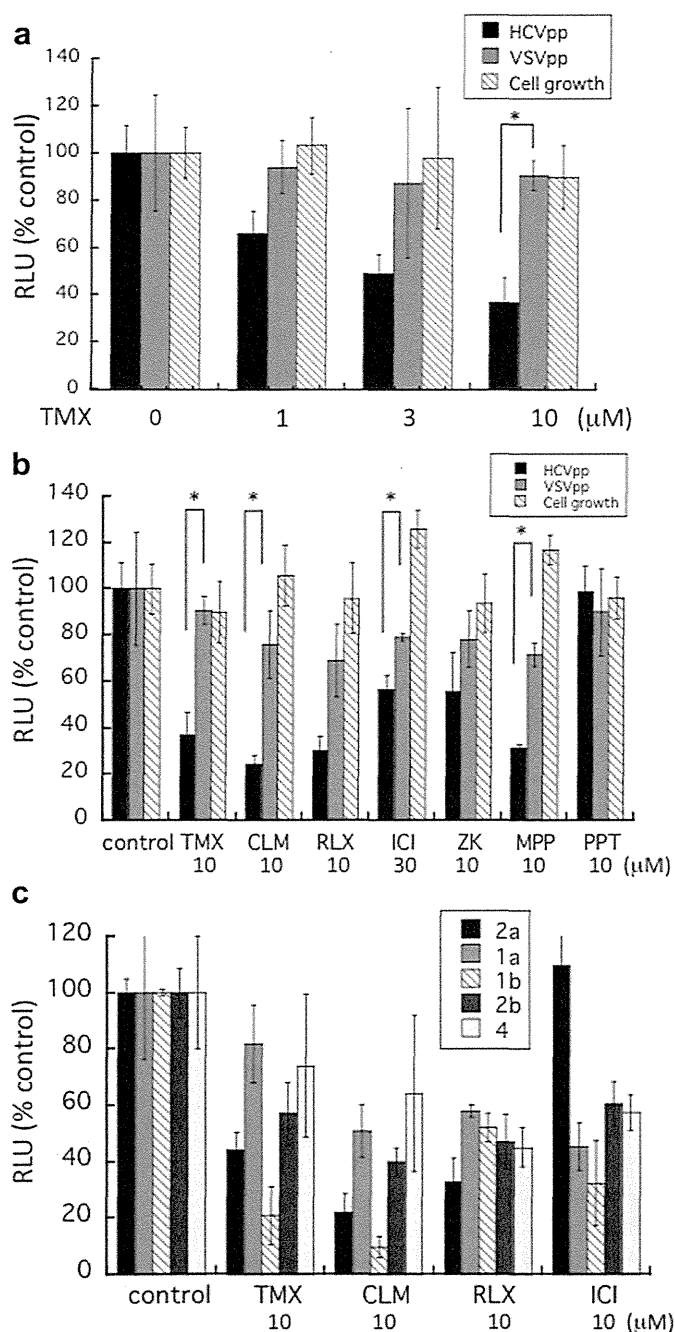 a
140
120
100
80
60
40
20
0
RLU (% control)
HCVpp
VSVpp
Cell growth
*
TMX 0 1 3 10 (μM)
b
140
120
100
80
60
40
20
0
RLU (% control)
HCVpp
VSVpp
Cell growth
* * * *
control TMX CLM RLX ICI ZK MPP PPT
10 10 10 30 10 10 10 (μM)
c
120
100
80
60
40
20
0
RLU (% control)
2a
1a
1b
2b
4
control TMX CLM RLX ICI
10 10 10 10 (μM)